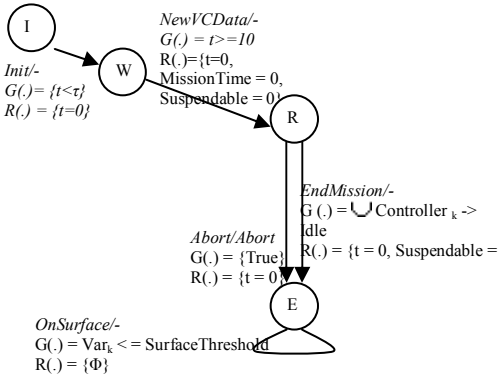 I
NewVCData/-
G(.) = t>=10
R(.)={t=0,
MissionTime = 0,
Suspendable = 0}
W
Init/-
G(.)= {t<τ}
R(.) = {t=0}
R
EndMission/-
G (.) = ∪ Controller k ->
Idle
R(.) = {t = 0, Suspendable =
Abort/Abort
G(.) = {True}
R(.) = {t = 0}
E
OnSurface/-
G(.) = Vark < = SurfaceThreshold
R(.) = {Φ}